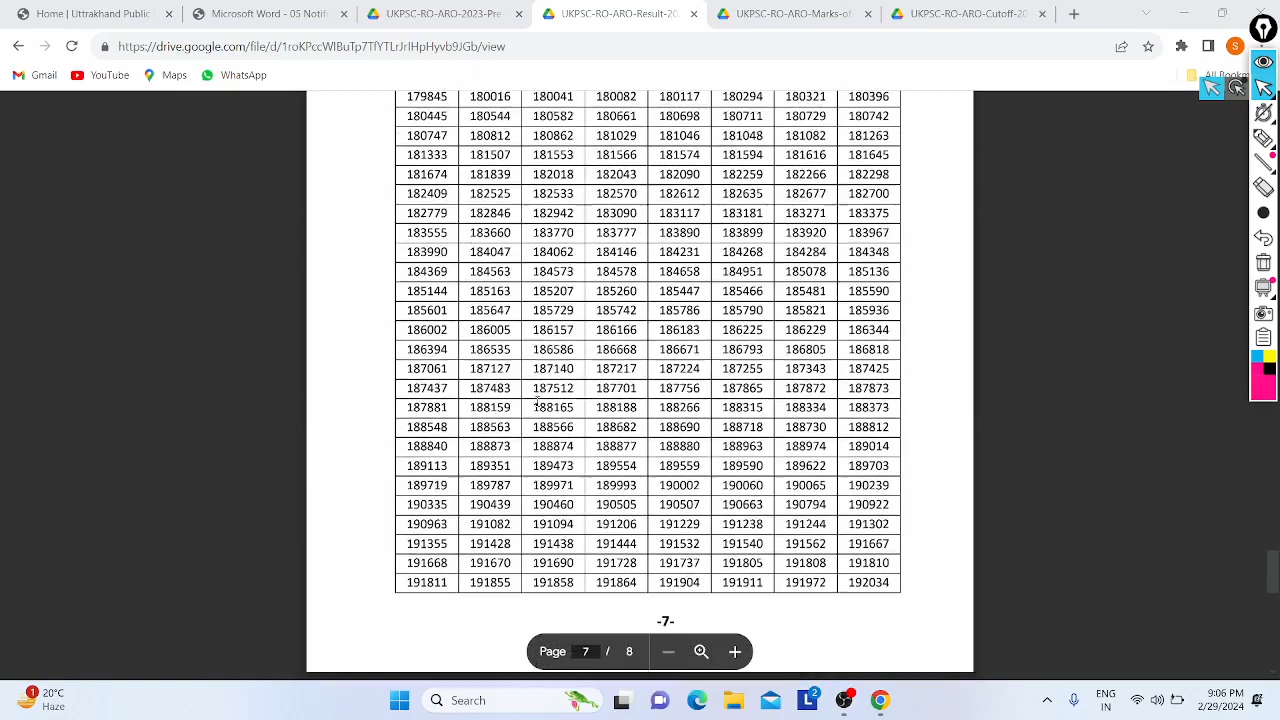 Home | Uttrakhand Public
Microsoft Word - 05 Notif
UKPSC-RO-ARO-2023-Pre-
UKPSC-RO-ARO-Result-20
UKPSC-RO-ARO-Marks-of
UKPSC-RO-ARO-Cutoff-20
https://drive.google.com/file/d/1roKPccWIBuTp7TfYTLrJrIHpHyvb9JGb/view
S
Gmail YouTube Maps WhatsApp All Bookm
179845 180016 180041 180082 180117 180294 180321 180396
180445 180544 180582 180661 180698 180711 180729 180742
180747 180812 180862 181029 181046 181048 181082 181263
181333 181507 181553 181566 181574 181594 181616 181645
181674 181839 182018 182043 182090 182259 182266 182298
182409 182525 182533 182570 182612 182635 182677 182700
182779 182846 182942 183090 183117 183181 183271 183375
183555 183660 183770 183777 183890 183899 183920 183967
183990 184047 184062 184146 184231 184268 184284 184348
184369 184563 184573 184578 184658 184951 185078 185136
185144 185163 185207 185260 185447 185466 185481 185590
185601 185647 185729 185742 185786 185790 185821 185936
186002 186005 186157 186166 186183 186225 186229 186344
186394 186535 186586 186668 186671 186793 186805 186818
187061 187127 187140 187217 187224 187255 187343 187425
187437 187483 187512 187701 187756 187865 187872 187873
187881 188159 188165 188188 188266 188315 188334 188373
188548 188563 188566 188682 188690 188718 188730 188812
188840 188873 188874 188877 188880 188963 188974 189014
189113 189351 189473 189554 189559 189590 189622 189703
189719 189787 189971 189993 190002 190060 190065 190239
190335 190439 190460 190505 190507 190663 190794 190922
190963 191082 191094 191206 191229 191238 191244 191302
191355 191428 191438 191444 191532 191540 191562 191667
191668 191670 191690 191728 191737 191805 191808 191810
191811 191855 191858 191864 191904 191911 191972 192034
-7-
Page 7 / 8
1
20°C
Haze
Search
L
2
ENG
IN
9:06 PM
2/29/2024